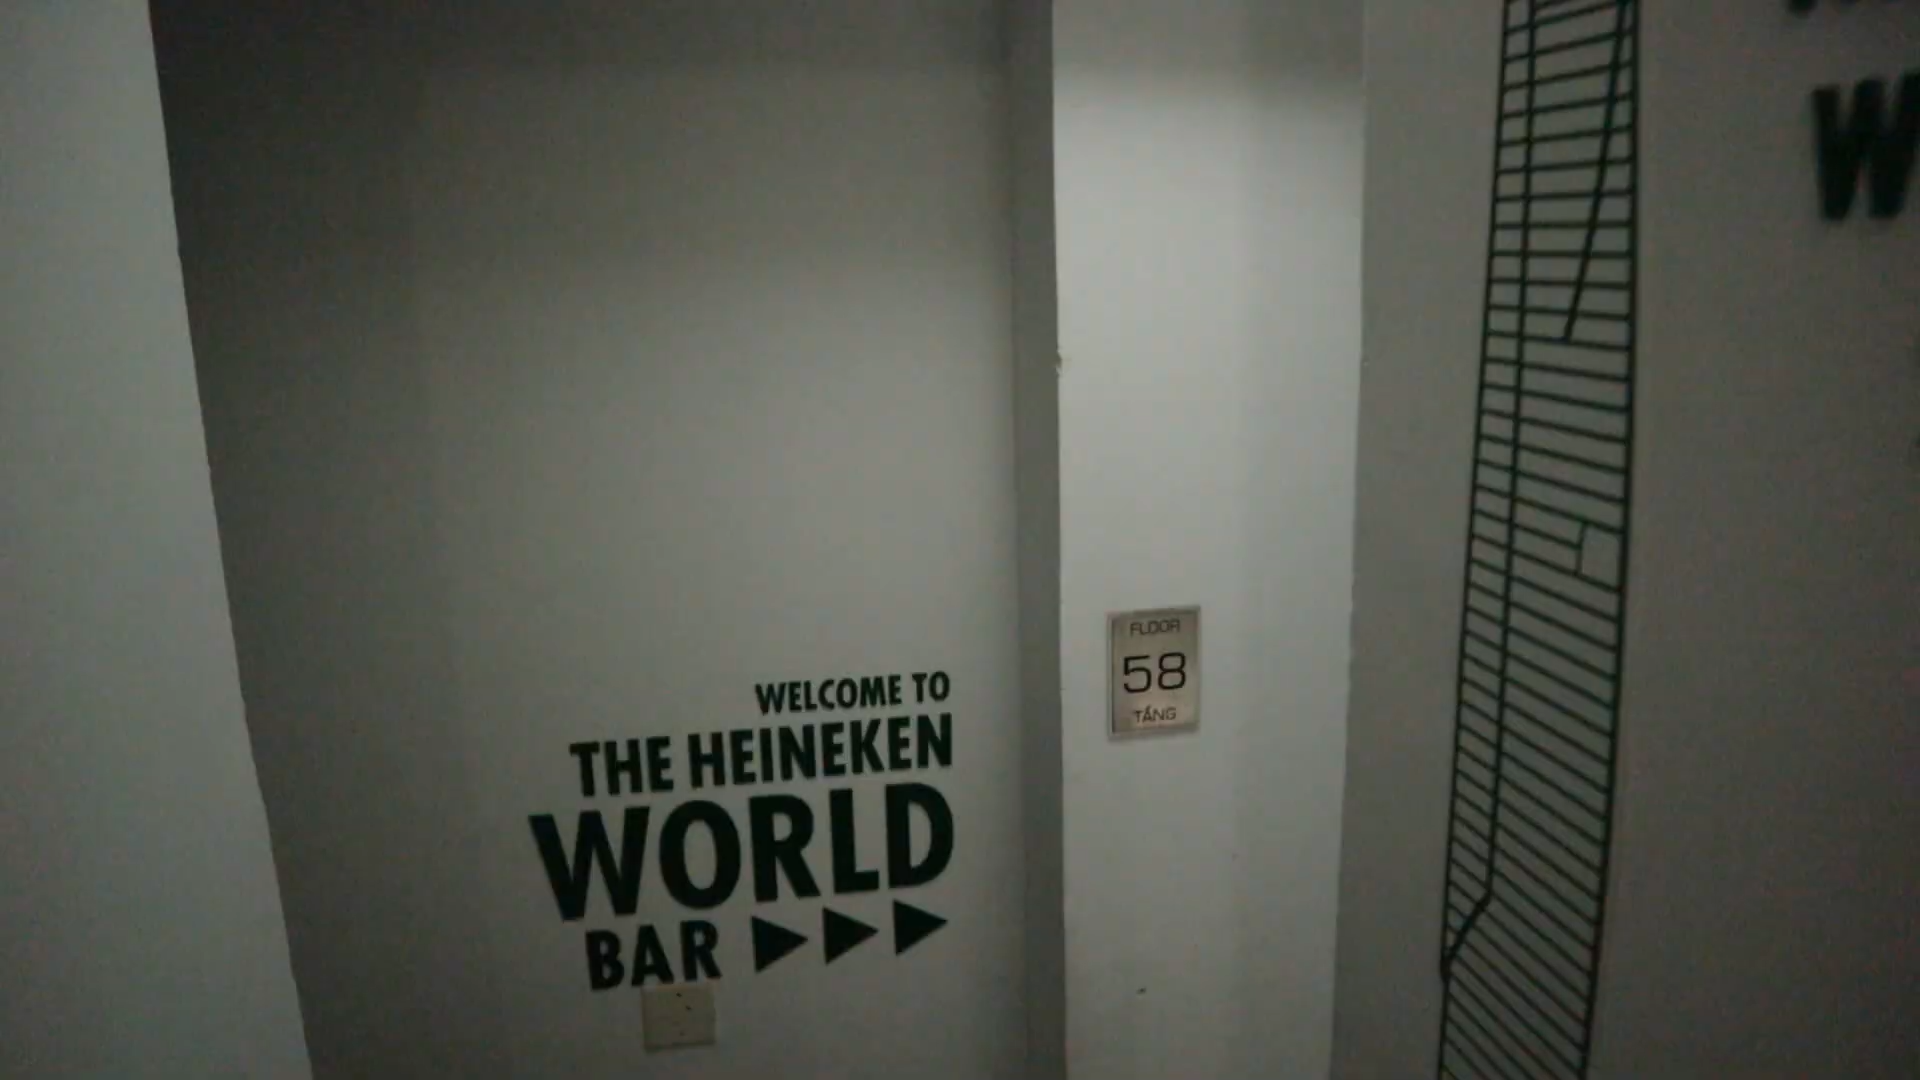 WELCOME TO
THE HEINEKEN
WORLD
BAR ▶▶▶
FLOOR
58
TẦNG
W